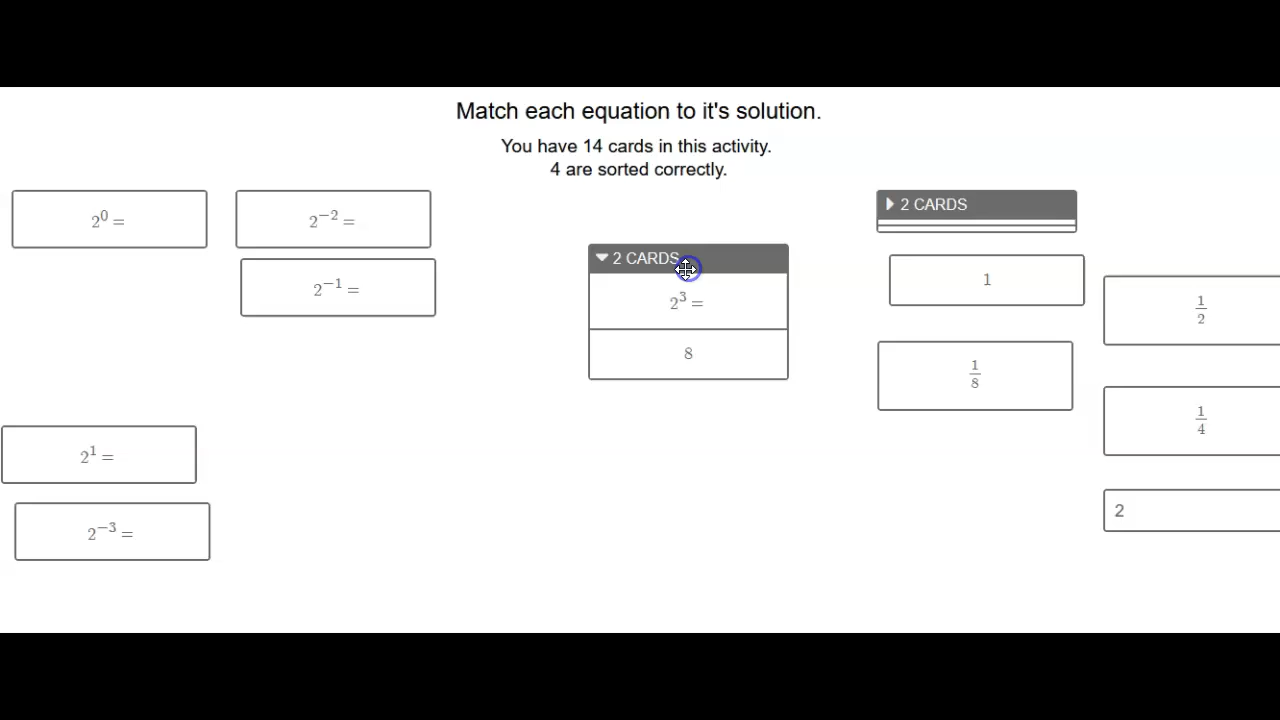 Match each equation to it's solution.
You have 14 cards in this activity.
4 are sorted correctly.
2⁰ =
2⁻² =
2⁻¹ =
2 CARDS
2³ =
8
2 CARDS
1
1/2
1/8
1/4
2¹ =
2
2⁻³ =